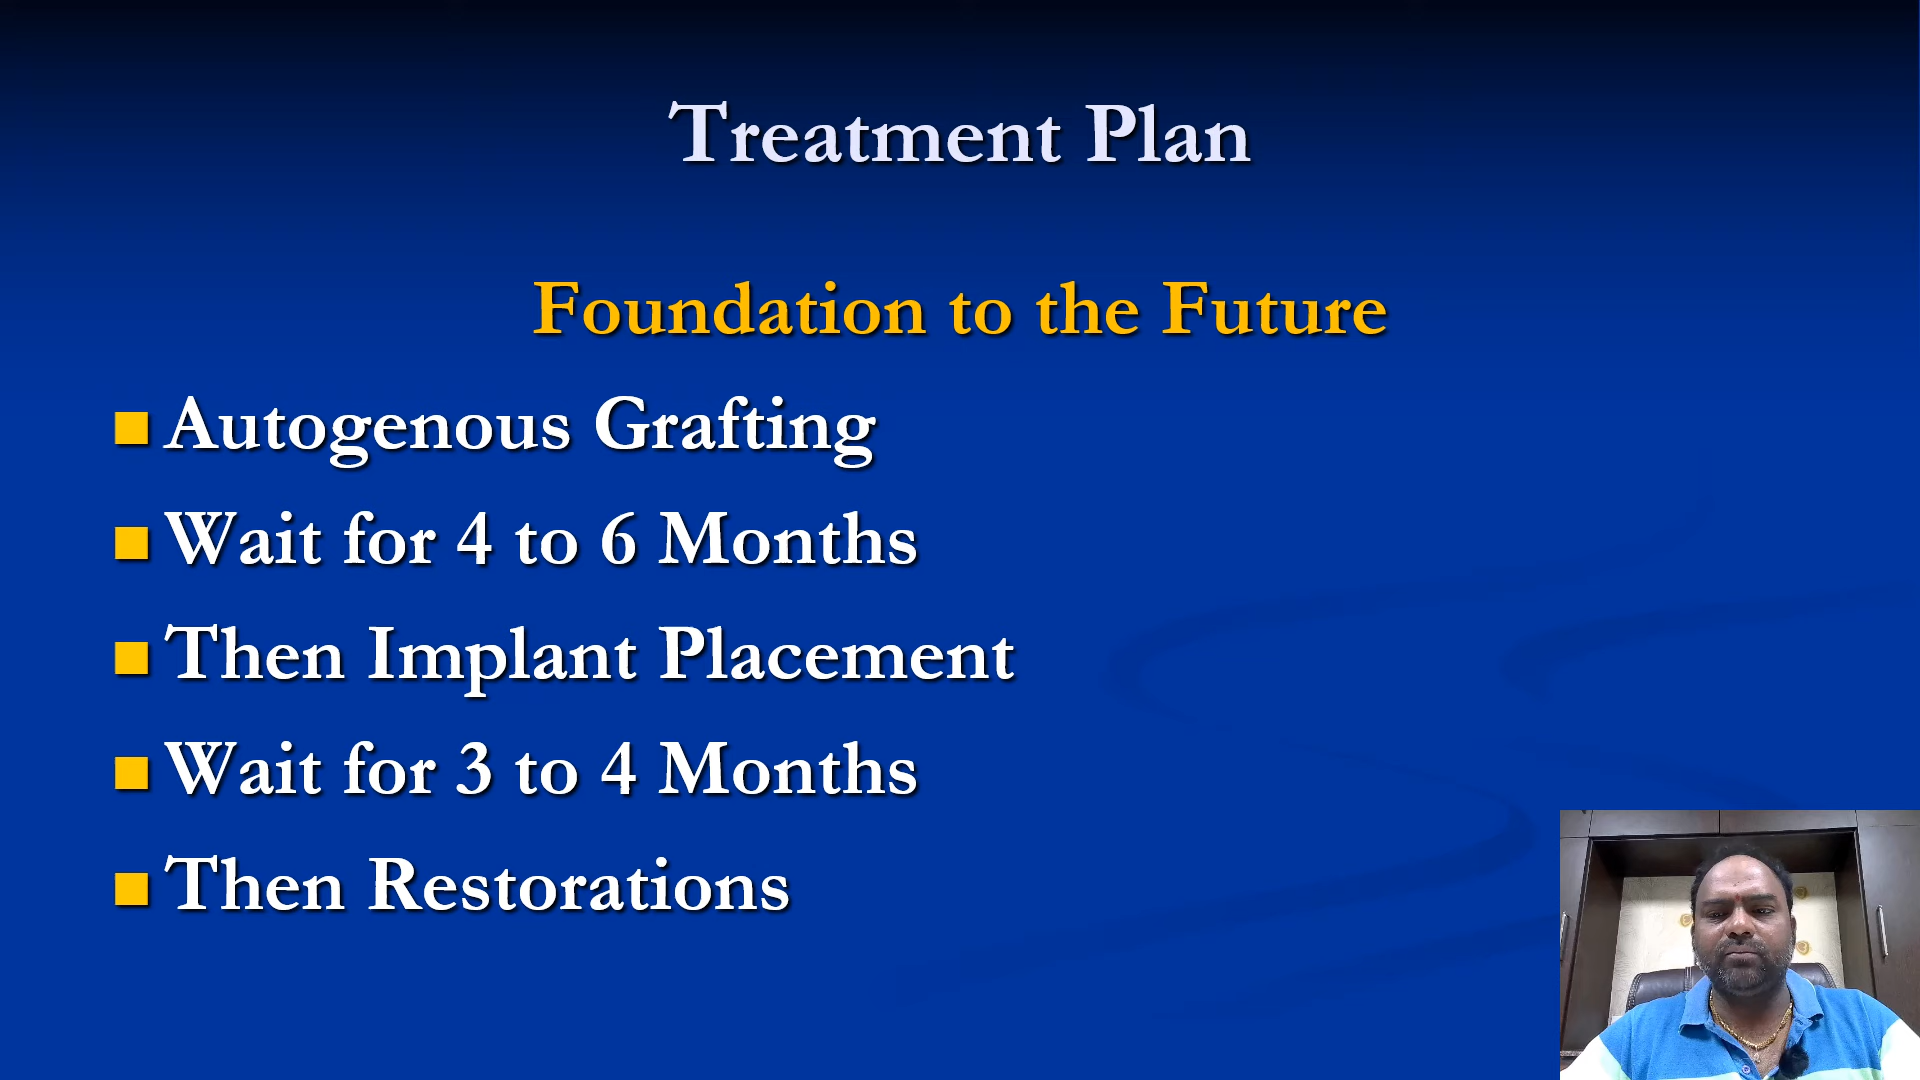 Treatment Plan
Foundation to the Future
Autogenous Grafting
Wait for 4 to 6 Months
Then Implant Placement
Wait for 3 to 4 Months
Then Restorations